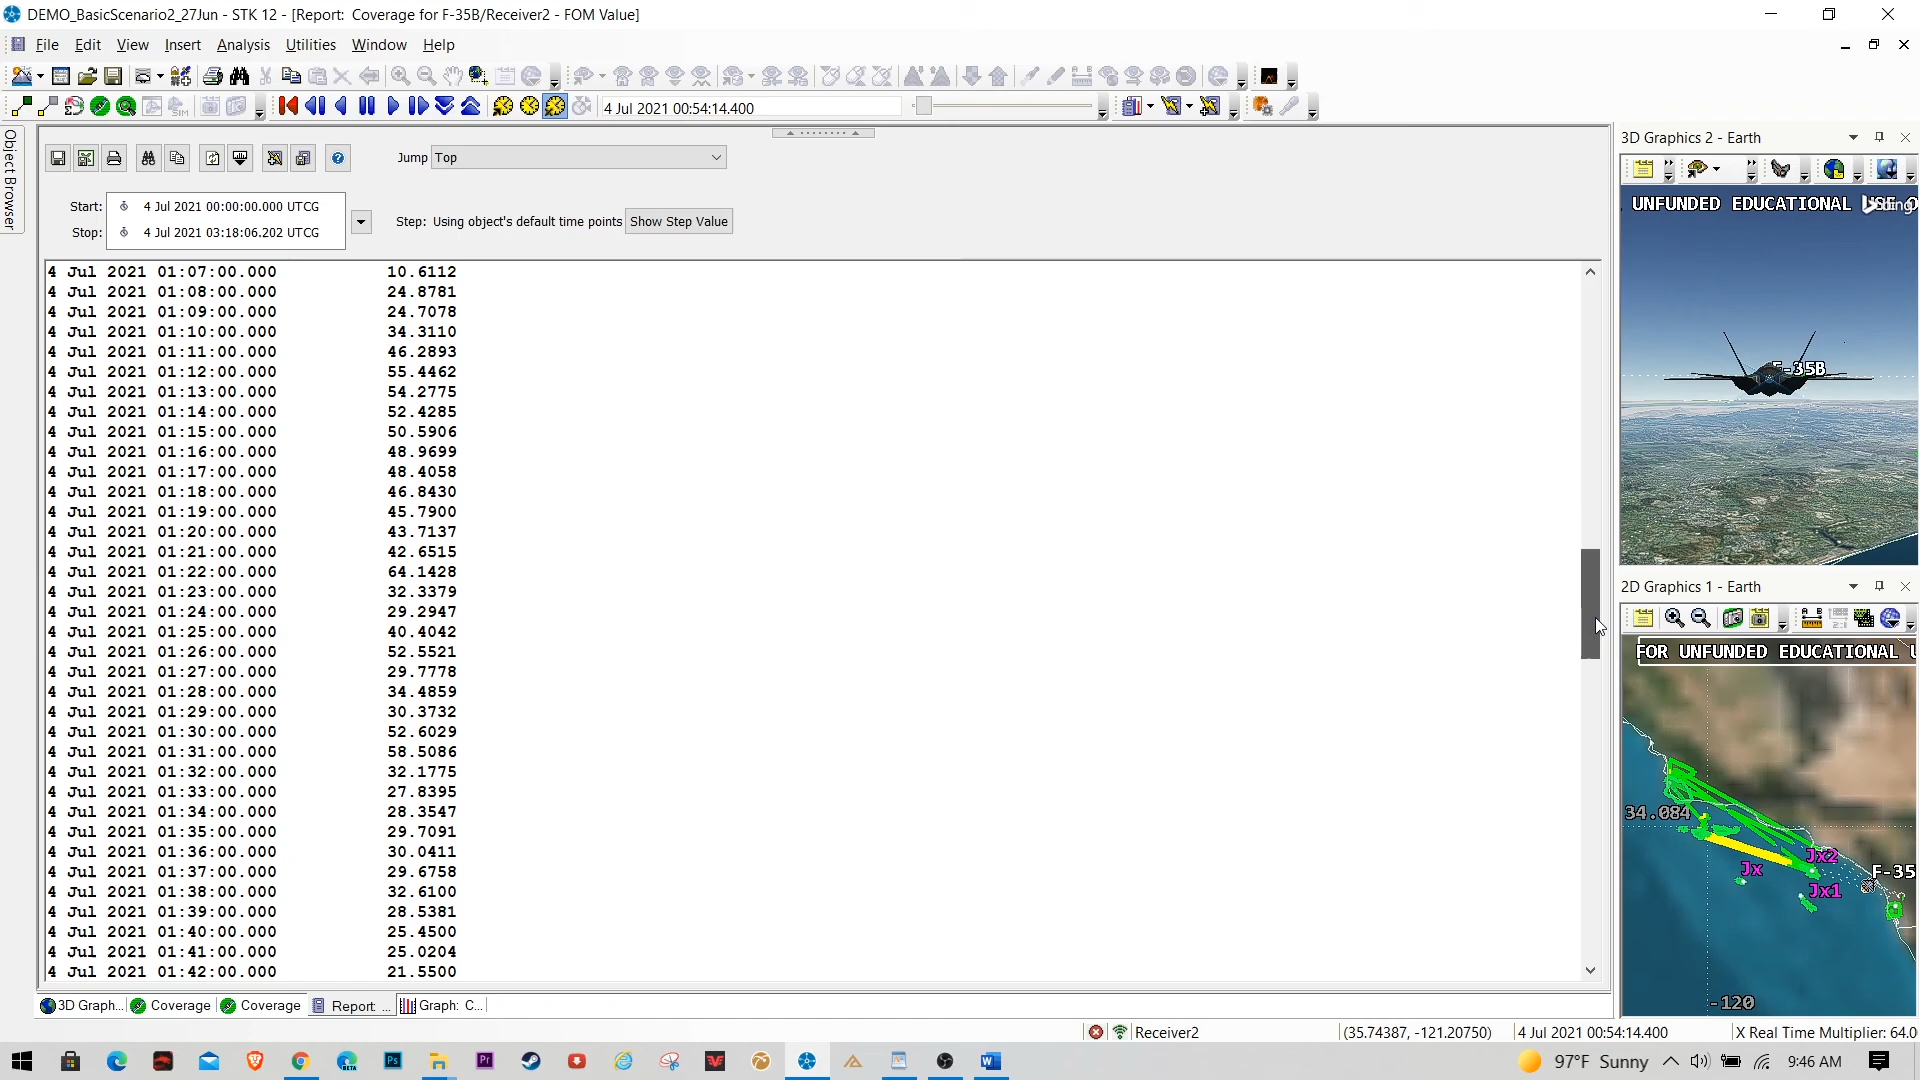 DEMO_BasicScenario2_27Jun - STK 12 - [Report:  Coverage for F-35B/Receiver2 - FOM Value]
File Edit View Insert Analysis Utilities Window Help
4 Jul 2021 00:54:14.400
Object Browser
Jump Top
Start: 4 Jul 2021 00:00:00.000 UTCG
Stop: 4 Jul 2021 03:18:06.202 UTCG
Step: Using object's default time points Show Step Value
4 Jul 2021 01:07:00.000 10.6112
4 Jul 2021 01:08:00.000 24.8781
4 Jul 2021 01:09:00.000 24.7078
4 Jul 2021 01:10:00.000 34.3110
4 Jul 2021 01:11:00.000 46.2893
4 Jul 2021 01:12:00.000 55.4462
4 Jul 2021 01:13:00.000 54.2775
4 Jul 2021 01:14:00.000 52.4285
4 Jul 2021 01:15:00.000 50.5906
4 Jul 2021 01:16:00.000 48.9699
4 Jul 2021 01:17:00.000 48.4058
4 Jul 2021 01:18:00.000 46.8430
4 Jul 2021 01:19:00.000 45.7900
4 Jul 2021 01:20:00.000 43.7137
4 Jul 2021 01:21:00.000 42.6515
4 Jul 2021 01:22:00.000 64.1428
4 Jul 2021 01:23:00.000 32.3379
4 Jul 2021 01:24:00.000 29.2947
4 Jul 2021 01:25:00.000 40.4042
4 Jul 2021 01:26:00.000 52.5521
4 Jul 2021 01:27:00.000 29.7778
4 Jul 2021 01:28:00.000 34.4859
4 Jul 2021 01:29:00.000 30.3732
4 Jul 2021 01:30:00.000 52.6029
4 Jul 2021 01:31:00.000 58.5086
4 Jul 2021 01:32:00.000 32.1775
4 Jul 2021 01:33:00.000 27.8395
4 Jul 2021 01:34:00.000 28.3547
4 Jul 2021 01:35:00.000 29.7091
4 Jul 2021 01:36:00.000 30.0411
4 Jul 2021 01:37:00.000 29.6758
4 Jul 2021 01:38:00.000 32.6100
4 Jul 2021 01:39:00.000 28.5381
4 Jul 2021 01:40:00.000 25.4500
4 Jul 2021 01:41:00.000 25.0204
4 Jul 2021 01:42:00.000 21.5500
3D Graphics 2 - Earth
UNFUNDED EDUCATIONAL USE O
F-35B
2D Graphics 1 - Earth
FOR UNFUNDED EDUCATIONAL U
34.084
Jx2
Jx
F-35
Jx1
-120
3D Graph... Coverage Coverage Report: ... Graph: C...
Receiver2 (35.74387, -121.20750) 4 Jul 2021 00:54:14.400 X Real Time Multiplier: 64.0
97°F Sunny 9:46 AM